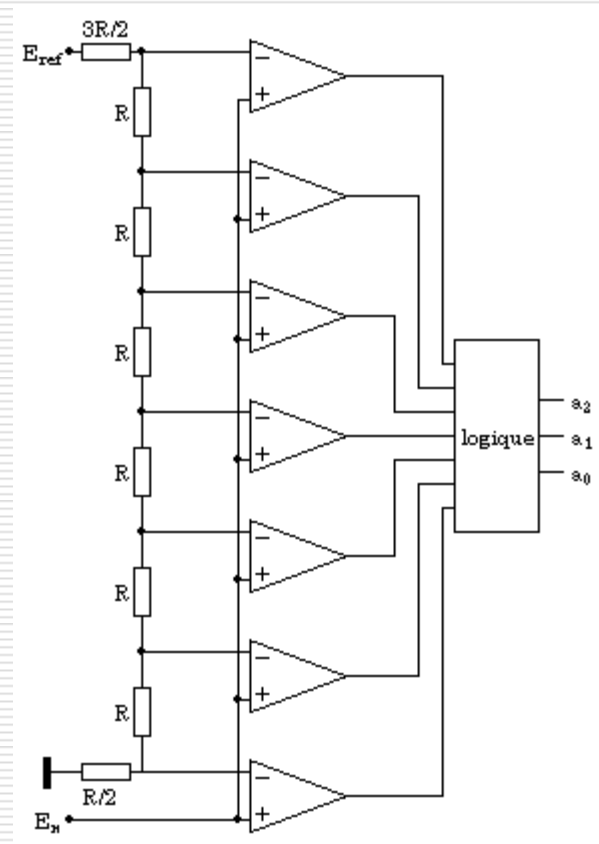 3R/2
E_ref
R
R
R
R
R
R
R/2
E_x
logique
a_2
a_1
a_0
− +
− +
− +
− +
− +
− +
− +